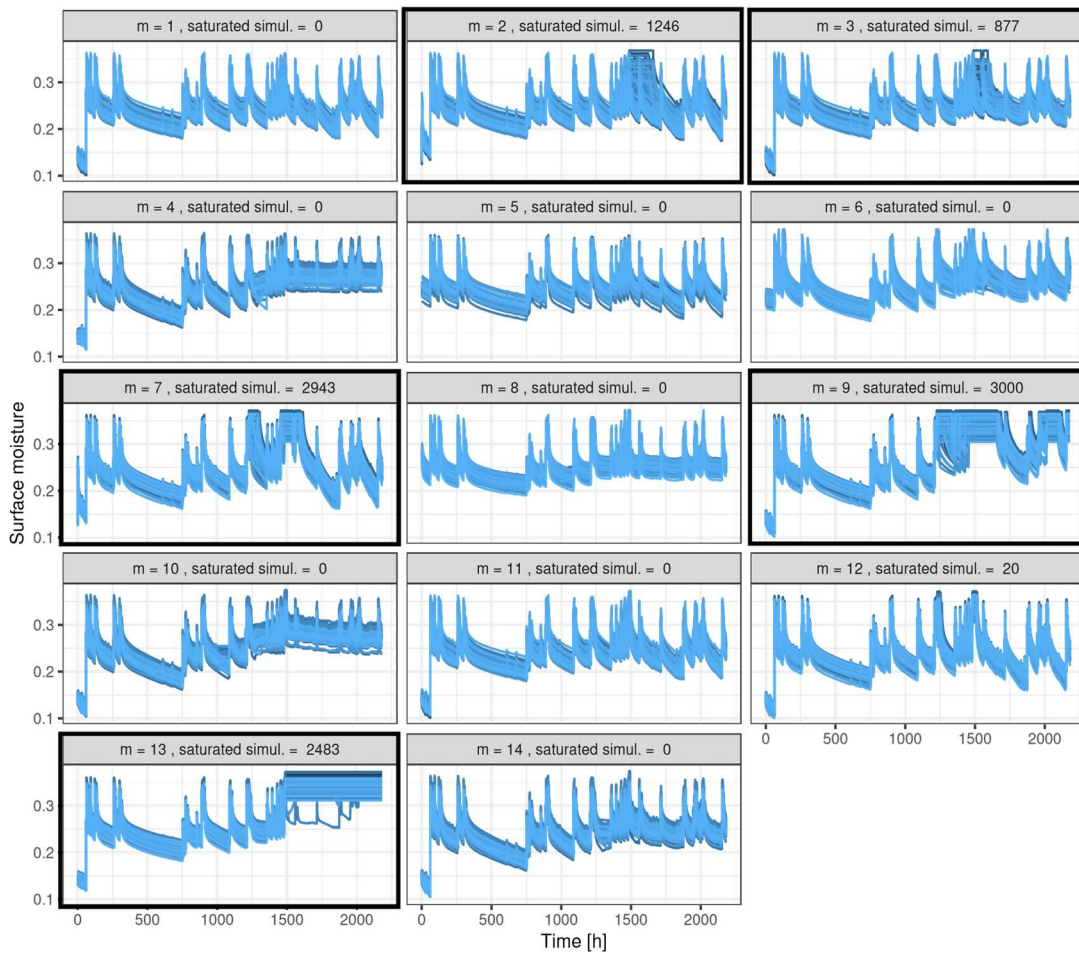 m = 1 , saturated simul. = 0
m = 2 , saturated simul. = 1246
m = 3 , saturated simul. = 877
0.3
0.2
0.1
m = 4 , saturated simul. = 0
m = 5 , saturated simul. = 0
m = 6 , saturated simul. = 0
0.3
0.2
0.1
m = 7 , saturated simul. = 2943
m = 8 , saturated simul. = 0
m = 9 , saturated simul. = 3000
0.3
0.2
0.1
Surface moisture
m = 10 , saturated simul. = 0
m = 11 , saturated simul. = 0
m = 12 , saturated simul. = 20
0.3
0.2
0.1
0 500 1000 1500 2000
m = 13 , saturated simul. = 2483
m = 14 , saturated simul. = 0
0.3
0.2
0.1
0 500 1000 1500 2000
0 500 1000 1500 2000
Time [h]